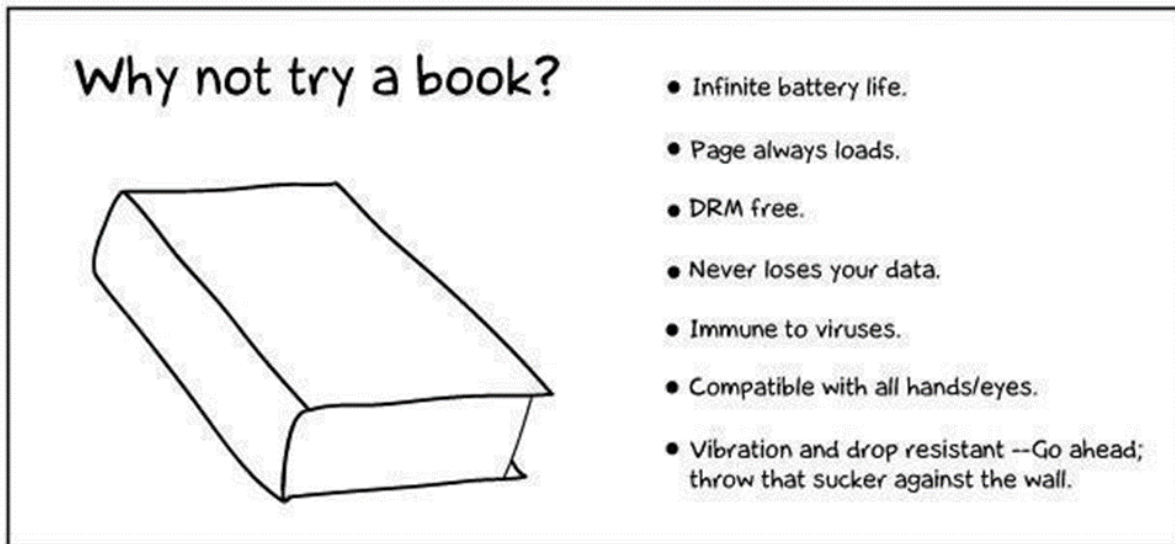 Why not try a book?
• Infinite battery life.
• Page always loads.
• DRM free.
• Never loses your data.
• Immune to viruses.
• Compatible with all hands/eyes.
• Vibration and drop resistant --Go ahead;
throw that sucker against the wall.